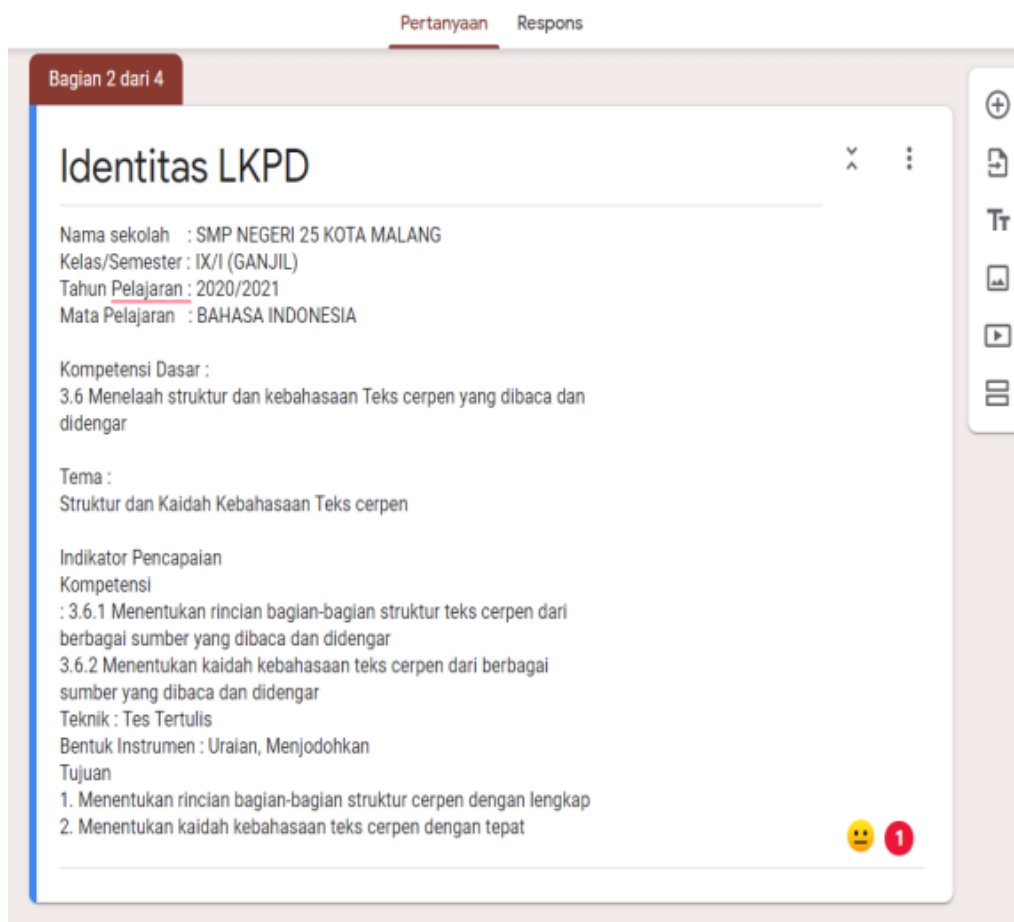 Pertanyaan Respons
Bagian 2 dari 4
Identitas LKPD
Nama sekolah : SMP NEGERI 25 KOTA MALANG
Kelas/Semester : IX/I (GANJIL)
Tahun Pelajaran : 2020/2021
Mata Pelajaran : BAHASA INDONESIA
Kompetensi Dasar :
3.6 Menelaah struktur dan kebahasaan Teks cerpen yang dibaca dan
didengar
Tema :
Struktur dan Kaidah Kebahasaan Teks cerpen
Indikator Pencapaian
Kompetensi
: 3.6.1 Menentukan rincian bagian-bagian struktur teks cerpen dari
berbagai sumber yang dibaca dan didengar
3.6.2 Menentukan kaidah kebahasaan teks cerpen dari berbagai
sumber yang dibaca dan didengar
Teknik : Tes Tertulis
Bentuk Instrumen : Uraian, Menjodohkan
Tujuan
1. Menentukan rincian bagian-bagian struktur cerpen dengan lengkap
2. Menentukan kaidah kebahasaan teks cerpen dengan tepat
1
Tт